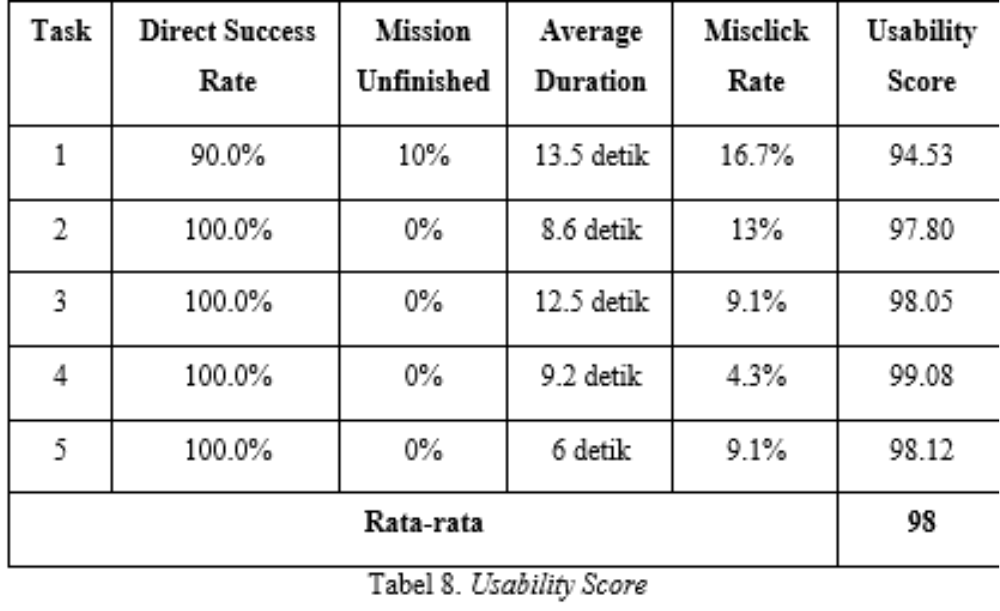 Task Direct Success Rate Mission Unfinished Average Duration Misclick Rate Usability Score
1 90.0% 10% 13.5 detik 16.7% 94.53
2 100.0% 0% 8.6 detik 13% 97.80
3 100.0% 0% 12.5 detik 9.1% 98.05
4 100.0% 0% 9.2 detik 4.3% 99.08
5 100.0% 0% 6 detik 9.1% 98.12
Rata-rata 98
Tabel 8. Usability Score